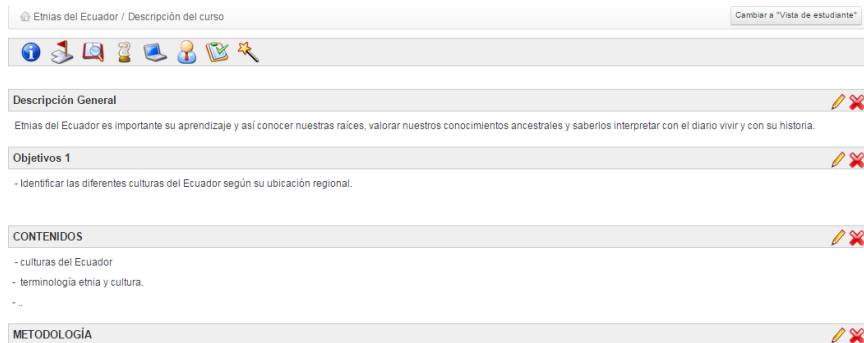 Etnias del Ecuador / Descripción del curso
Cambiar a "Vista de estudiante"
Descripción General
Etnias del Ecuador es importante su aprendizaje y así conocer nuestras raíces, valorar nuestros conocimientos ancestrales y saberlos interpretar con el diario vivir y con su historia.
Objetivos 1
- Identificar las diferentes culturas del Ecuador según su ubicación regional.
CONTENIDOS
- culturas del Ecuador
- terminología etnia y cultura.
- ..
METODOLOGÍA